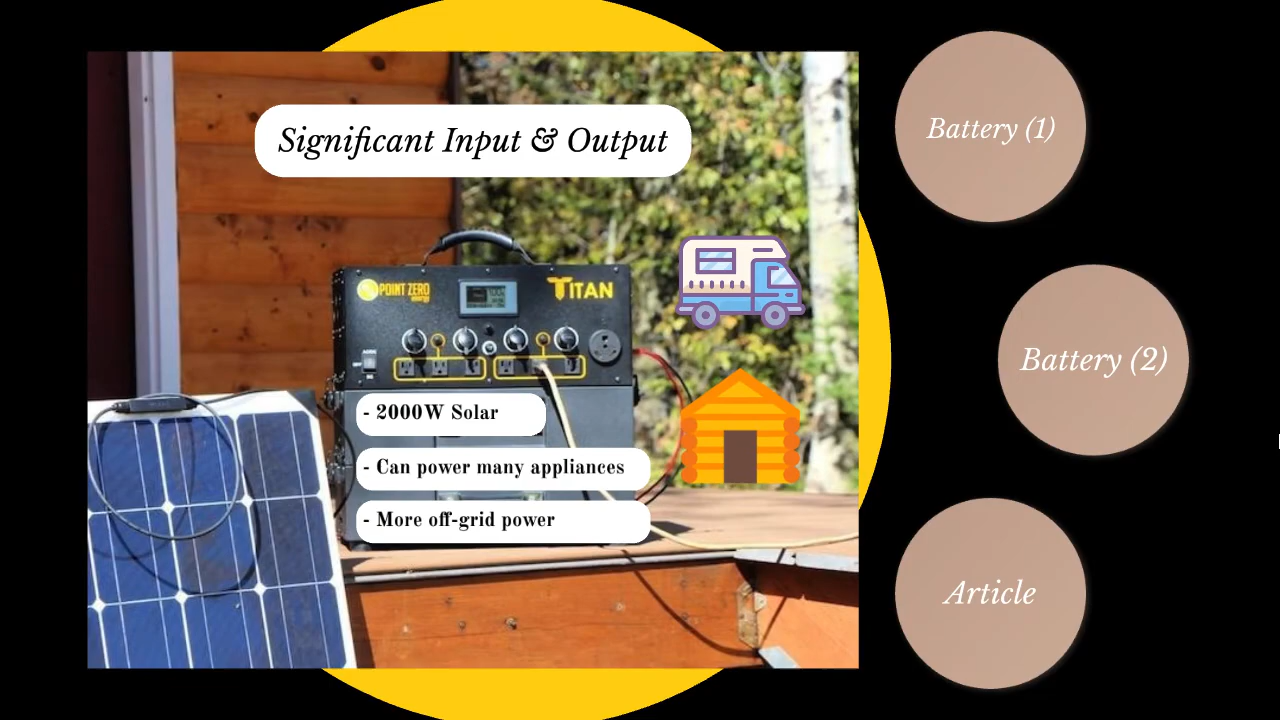 Significant Input & Output
POINT ZERO
energy
TITAN
- 2000W Solar
- Can power many appliances
- More off-grid power
Battery (1)
Battery (2)
Article